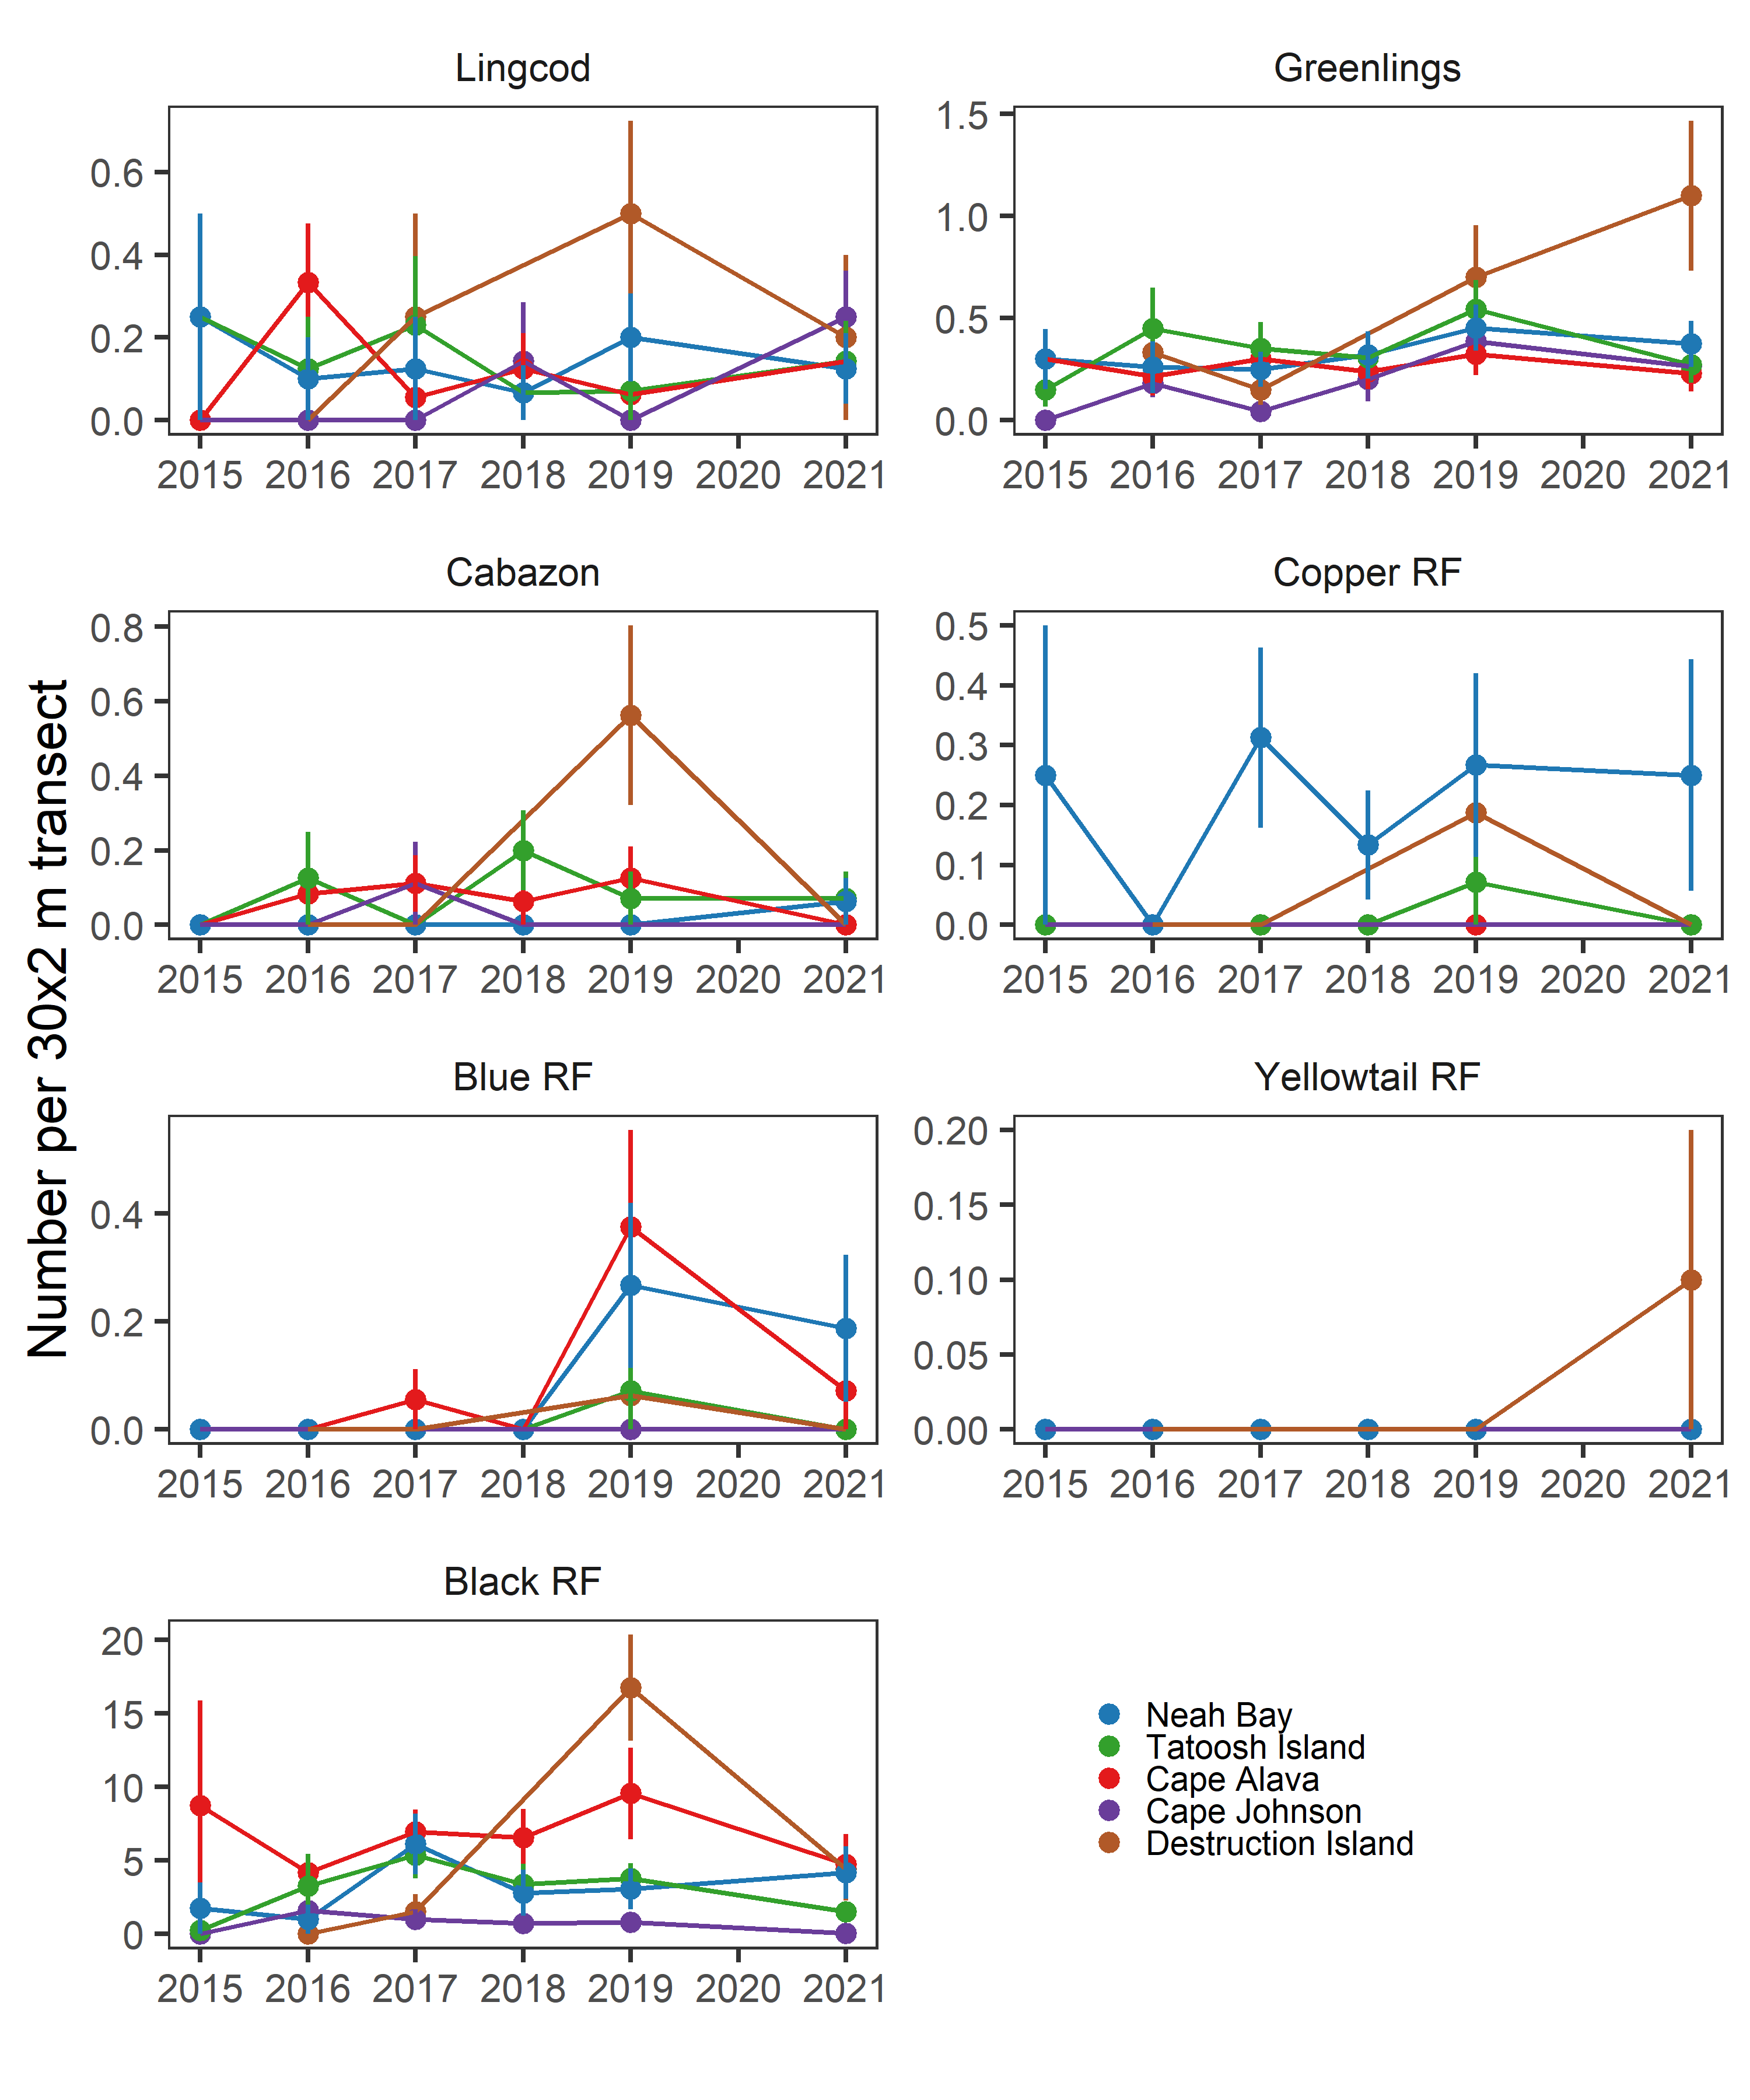 Number per 30x2 m transect
Lingcod
0.6
0.4
0.2
0.0
2015 2016 2017 2018 2019 2020 2021
Greenlings
1.5
1.0
0.5
0.0
2015 2016 2017 2018 2019 2020 2021
Cabazon
0.8
0.6
0.4
0.2
0.0
2015 2016 2017 2018 2019 2020 2021
Copper RF
0.5
0.4
0.3
0.2
0.1
0.0
2015 2016 2017 2018 2019 2020 2021
Blue RF
0.4
0.2
0.0
2015 2016 2017 2018 2019 2020 2021
Yellowtail RF
0.20
0.15
0.10
0.05
0.00
2015 2016 2017 2018 2019 2020 2021
Black RF
20
15
10
5
0
2015 2016 2017 2018 2019 2020 2021
Neah Bay
Tatoosh Island
Cape Alava
Cape Johnson
Destruction Island